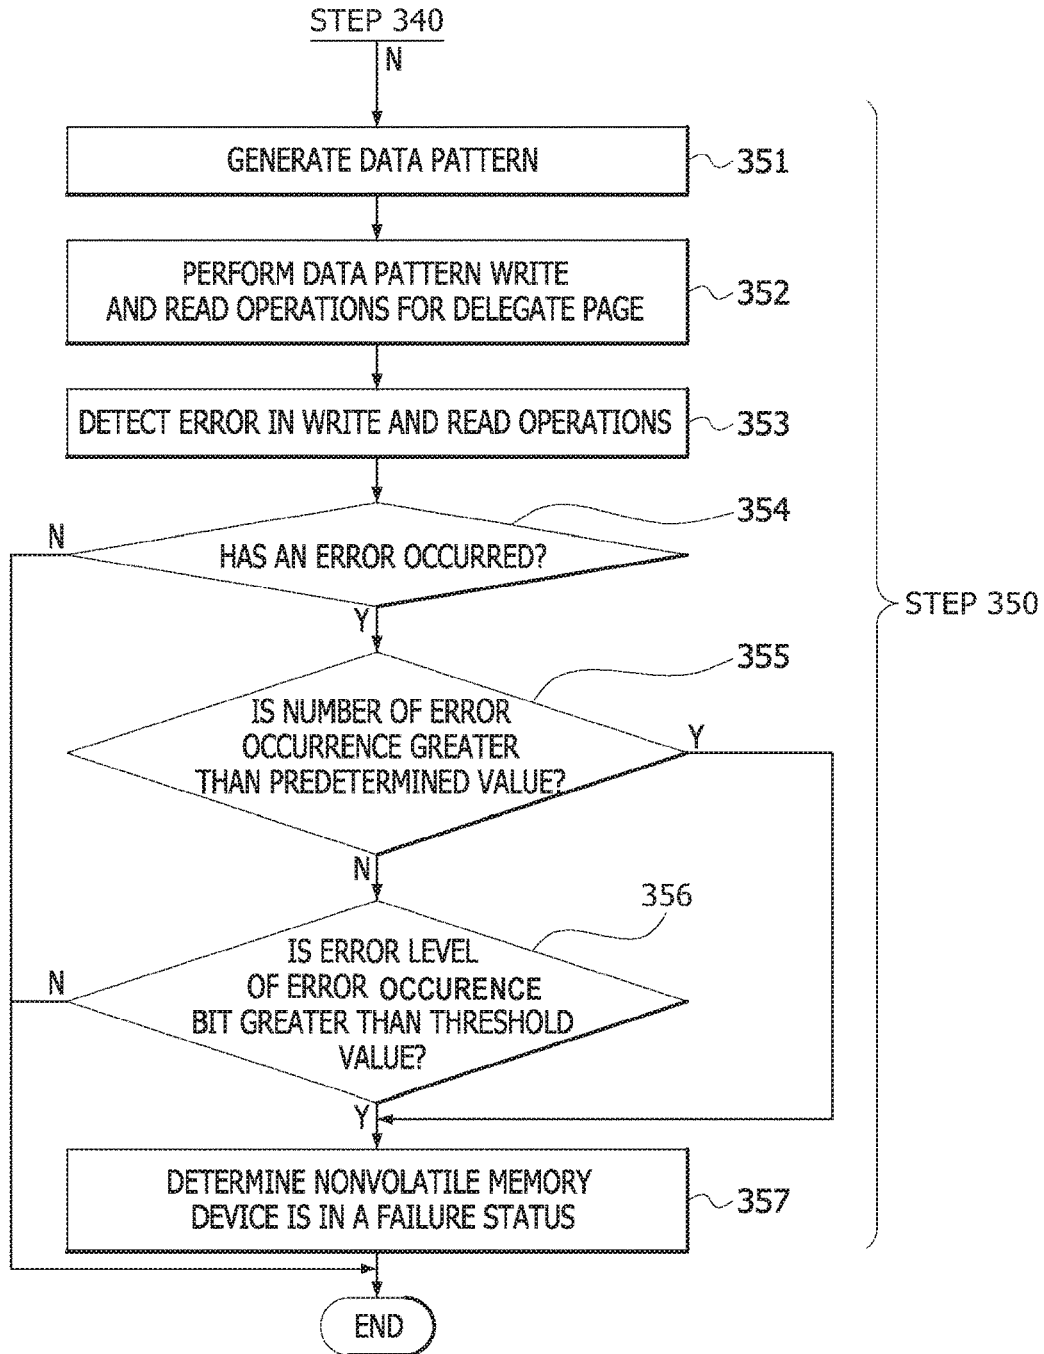 STEP 340
N
GENERATE DATA PATTERN
351
PERFORM DATA PATTERN WRITE
AND READ OPERATIONS FOR DELEGATE PAGE
352
DETECT ERROR IN WRITE AND READ OPERATIONS
353
354
N
HAS AN ERROR OCCURRED?
Y
STEP 350
355
IS NUMBER OF ERROR
OCCURRENCE GREATER
THAN PREDETERMINED VALUE?
Y
N
356
IS ERROR LEVEL
OF ERROR OCCURENCE
BIT GREATER THAN THRESHOLD
VALUE?
N
Y
DETERMINE NONVOLATILE MEMORY
DEVICE IS IN A FAILURE STATUS
357
END